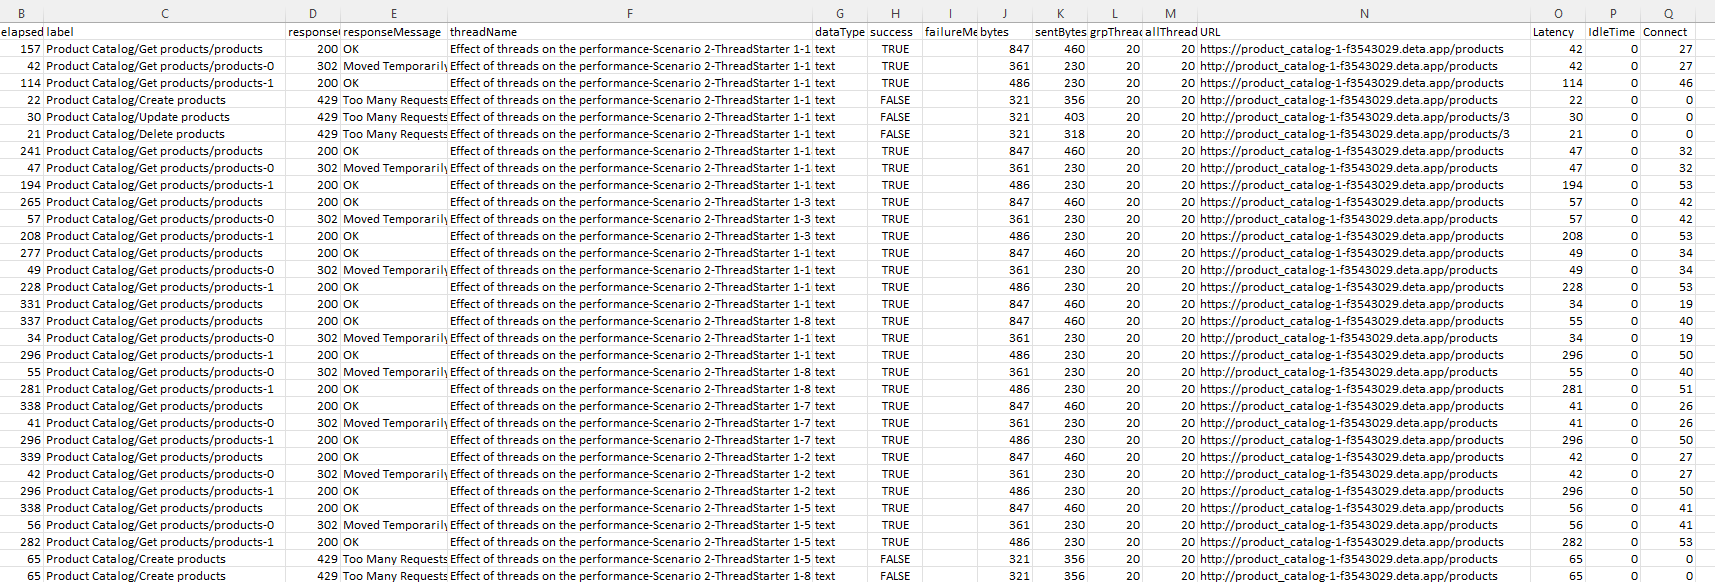 B C D E F G H I J K L M N O P Q
elapsed label response responseMessage threadName dataType success failureMe bytes sentBytes grpThread allThread URL Latency IdleTime Connect
157 Product Catalog/Get products/products 200 OK Effect of threads on the performance-Scenario 2-ThreadStarter 1-1 text TRUE 847 460 20 20 https://product_catalog-1-f3543029.deta.app/products 42 0 27
42 Product Catalog/Get products/products-0 302 Moved Temporarily Effect of threads on the performance-Scenario 2-ThreadStarter 1-1 text TRUE 361 230 20 20 http://product_catalog-1-f3543029.deta.app/products 42 0 27
114 Product Catalog/Get products/products-1 200 OK Effect of threads on the performance-Scenario 2-ThreadStarter 1-1 text TRUE 486 230 20 20 https://product_catalog-1-f3543029.deta.app/products 114 0 46
22 Product Catalog/Create products 429 Too Many Requests Effect of threads on the performance-Scenario 2-ThreadStarter 1-1 text FALSE 321 356 20 20 http://product_catalog-1-f3543029.deta.app/products 22 0 0
30 Product Catalog/Update products 429 Too Many Requests Effect of threads on the performance-Scenario 2-ThreadStarter 1-1 text FALSE 321 403 20 20 http://product_catalog-1-f3543029.deta.app/products/3 30 0 0
21 Product Catalog/Delete products 429 Too Many Requests Effect of threads on the performance-Scenario 2-ThreadStarter 1-1 text FALSE 321 318 20 20 http://product_catalog-1-f3543029.deta.app/products/3 21 0 0
241 Product Catalog/Get products/products 200 OK Effect of threads on the performance-Scenario 2-ThreadStarter 1-1 text TRUE 847 460 20 20 https://product_catalog-1-f3543029.deta.app/products 47 0 32
47 Product Catalog/Get products/products-0 302 Moved Temporarily Effect of threads on the performance-Scenario 2-ThreadStarter 1-1 text TRUE 361 230 20 20 http://product_catalog-1-f3543029.deta.app/products 47 0 32
194 Product Catalog/Get products/products-1 200 OK Effect of threads on the performance-Scenario 2-ThreadStarter 1-1 text TRUE 486 230 20 20 https://product_catalog-1-f3543029.deta.app/products 194 0 53
265 Product Catalog/Get products/products 200 OK Effect of threads on the performance-Scenario 2-ThreadStarter 1-3 text TRUE 847 460 20 20 https://product_catalog-1-f3543029.deta.app/products 57 0 42
57 Product Catalog/Get products/products-0 302 Moved Temporarily Effect of threads on the performance-Scenario 2-ThreadStarter 1-3 text TRUE 361 230 20 20 http://product_catalog-1-f3543029.deta.app/products 57 0 42
208 Product Catalog/Get products/products-1 200 OK Effect of threads on the performance-Scenario 2-ThreadStarter 1-3 text TRUE 486 230 20 20 https://product_catalog-1-f3543029.deta.app/products 208 0 53
277 Product Catalog/Get products/products 200 OK Effect of threads on the performance-Scenario 2-ThreadStarter 1-1 text TRUE 847 460 20 20 https://product_catalog-1-f3543029.deta.app/products 49 0 34
49 Product Catalog/Get products/products-0 302 Moved Temporarily Effect of threads on the performance-Scenario 2-ThreadStarter 1-1 text TRUE 361 230 20 20 http://product_catalog-1-f3543029.deta.app/products 49 0 34
228 Product Catalog/Get products/products-1 200 OK Effect of threads on the performance-Scenario 2-ThreadStarter 1-1 text TRUE 486 230 20 20 https://product_catalog-1-f3543029.deta.app/products 228 0 53
331 Product Catalog/Get products/products 200 OK Effect of threads on the performance-Scenario 2-ThreadStarter 1-1 text TRUE 847 460 20 20 https://product_catalog-1-f3543029.deta.app/products 34 0 19
337 Product Catalog/Get products/products 200 OK Effect of threads on the performance-Scenario 2-ThreadStarter 1-8 text TRUE 847 460 20 20 https://product_catalog-1-f3543029.deta.app/products 55 0 40
34 Product Catalog/Get products/products-0 302 Moved Temporarily Effect of threads on the performance-Scenario 2-ThreadStarter 1-1 text TRUE 361 230 20 20 http://product_catalog-1-f3543029.deta.app/products 34 0 19
296 Product Catalog/Get products/products-1 200 OK Effect of threads on the performance-Scenario 2-ThreadStarter 1-1 text TRUE 486 230 20 20 https://product_catalog-1-f3543029.deta.app/products 296 0 50
55 Product Catalog/Get products/products-0 302 Moved Temporarily Effect of threads on the performance-Scenario 2-ThreadStarter 1-8 text TRUE 361 230 20 20 http://product_catalog-1-f3543029.deta.app/products 55 0 40
281 Product Catalog/Get products/products-1 200 OK Effect of threads on the performance-Scenario 2-ThreadStarter 1-8 text TRUE 486 230 20 20 https://product_catalog-1-f3543029.deta.app/products 281 0 51
338 Product Catalog/Get products/products 200 OK Effect of threads on the performance-Scenario 2-ThreadStarter 1-7 text TRUE 847 460 20 20 https://product_catalog-1-f3543029.deta.app/products 41 0 26
41 Product Catalog/Get products/products-0 302 Moved Temporarily Effect of threads on the performance-Scenario 2-ThreadStarter 1-7 text TRUE 361 230 20 20 http://product_catalog-1-f3543029.deta.app/products 41 0 26
296 Product Catalog/Get products/products-1 200 OK Effect of threads on the performance-Scenario 2-ThreadStarter 1-7 text TRUE 486 230 20 20 https://product_catalog-1-f3543029.deta.app/products 296 0 50
339 Product Catalog/Get products/products 200 OK Effect of threads on the performance-Scenario 2-ThreadStarter 1-2 text TRUE 847 460 20 20 https://product_catalog-1-f3543029.deta.app/products 42 0 27
42 Product Catalog/Get products/products-0 302 Moved Temporarily Effect of threads on the performance-Scenario 2-ThreadStarter 1-2 text TRUE 361 230 20 20 http://product_catalog-1-f3543029.deta.app/products 42 0 27
296 Product Catalog/Get products/products-1 200 OK Effect of threads on the performance-Scenario 2-ThreadStarter 1-2 text TRUE 486 230 20 20 https://product_catalog-1-f3543029.deta.app/products 296 0 50
338 Product Catalog/Get products/products 200 OK Effect of threads on the performance-Scenario 2-ThreadStarter 1-5 text TRUE 847 460 20 20 https://product_catalog-1-f3543029.deta.app/products 56 0 41
56 Product Catalog/Get products/products-0 302 Moved Temporarily Effect of threads on the performance-Scenario 2-ThreadStarter 1-5 text TRUE 361 230 20 20 http://product_catalog-1-f3543029.deta.app/products 56 0 41
282 Product Catalog/Get products/products-1 200 OK Effect of threads on the performance-Scenario 2-ThreadStarter 1-5 text TRUE 486 230 20 20 https://product_catalog-1-f3543029.deta.app/products 282 0 53
65 Product Catalog/Create products 429 Too Many Requests Effect of threads on the performance-Scenario 2-ThreadStarter 1-1 text FALSE 321 356 20 20 http://product_catalog-1-f3543029.deta.app/products 65 0 0
65 Product Catalog/Create products 429 Too Many Requests Effect of threads on the performance-Scenario 2-ThreadStarter 1-8 text FALSE 321 356 20 20 http://product_catalog-1-f3543029.deta.app/products 65 0 0